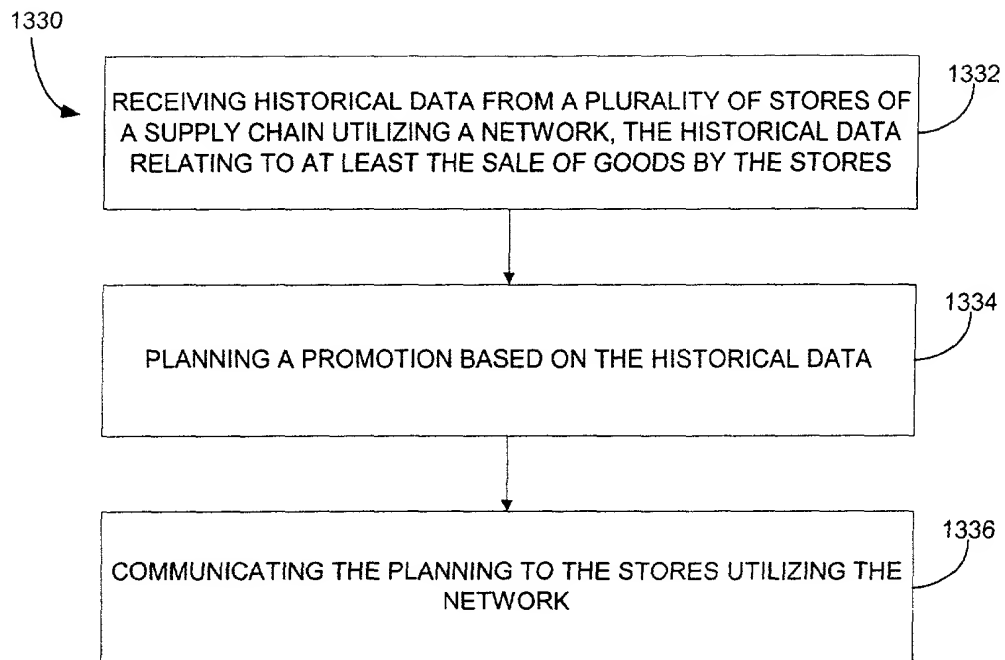 1330
1332
RECEIVING HISTORICAL DATA FROM A PLURALITY OF STORES OF
A SUPPLY CHAIN UTILIZING A NETWORK, THE HISTORICAL DATA
RELATING TO AT LEAST THE SALE OF GOODS BY THE STORES
1334
PLANNING A PROMOTION BASED ON THE HISTORICAL DATA
1336
COMMUNICATING THE PLANNING TO THE STORES UTILIZING THE
NETWORK